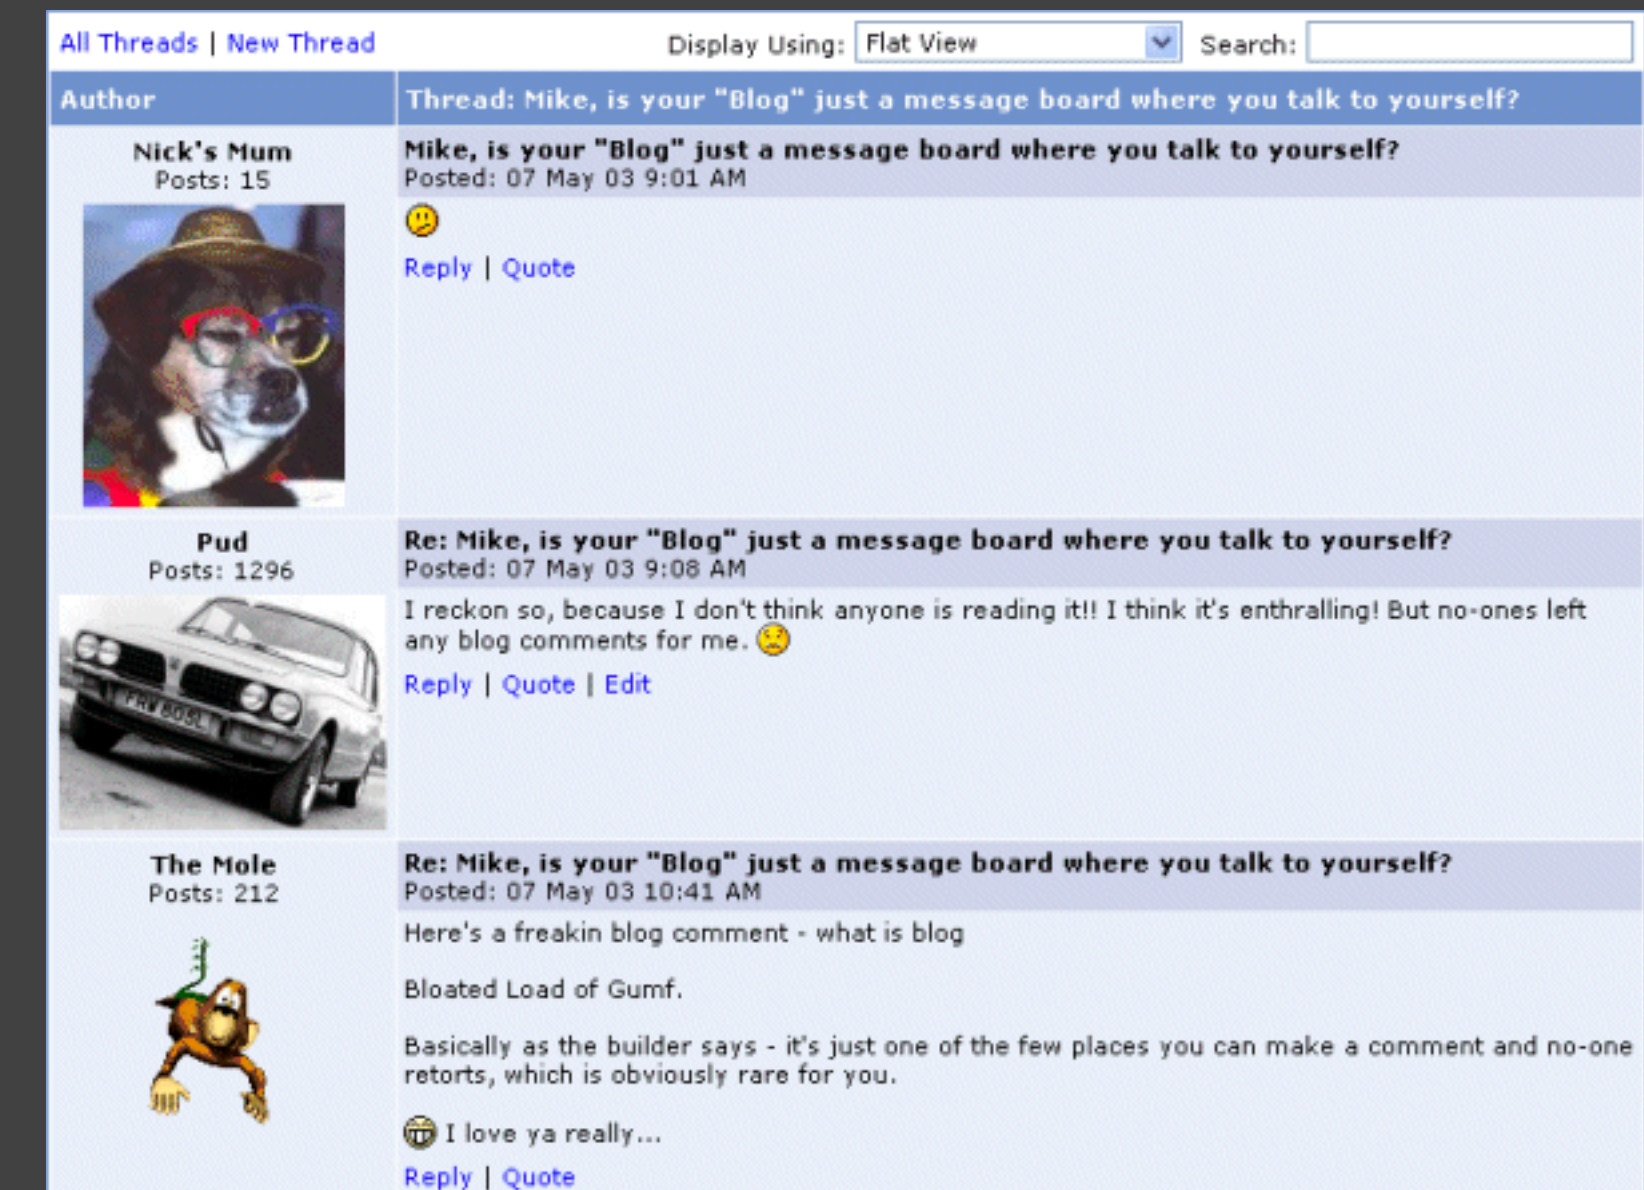 All Threads | New Thread
Display Using: Flat View Search:
Author
Thread: Mike, is your "Blog" just a message board where you talk to yourself?
Nick's Mum
Posts: 15
Mike, is your "Blog" just a message board where you talk to yourself?
Posted: 07 May 03 9:01 AM
Reply | Quote
Pud
Posts: 1296
Re: Mike, is your "Blog" just a message board where you talk to yourself?
Posted: 07 May 03 9:08 AM
I reckon so, because I don't think anyone is reading it!! I think it's enthralling! But no-ones left
any blog comments for me.
Reply | Quote | Edit
The Mole
Posts: 212
Re: Mike, is your "Blog" just a message board where you talk to yourself?
Posted: 07 May 03 10:41 AM
Here's a freakin blog comment - what is blog
Bloated Load of Gumf.
Basically as the builder says - it's just one of the few places you can make a comment and no-one
retorts, which is obviously rare for you.
I love ya really...
Reply | Quote